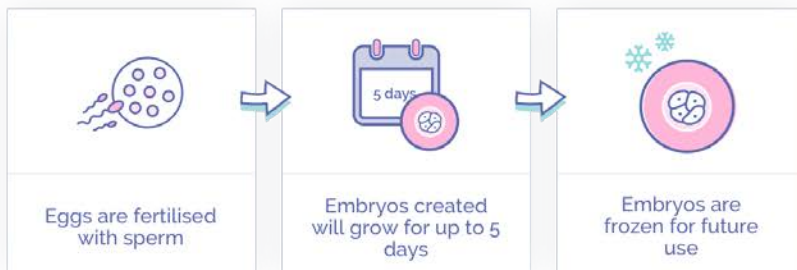 5 days
Eggs are fertilised
with sperm
Embryos created
will grow for up to 5
days
Embryos are
frozen for future
use